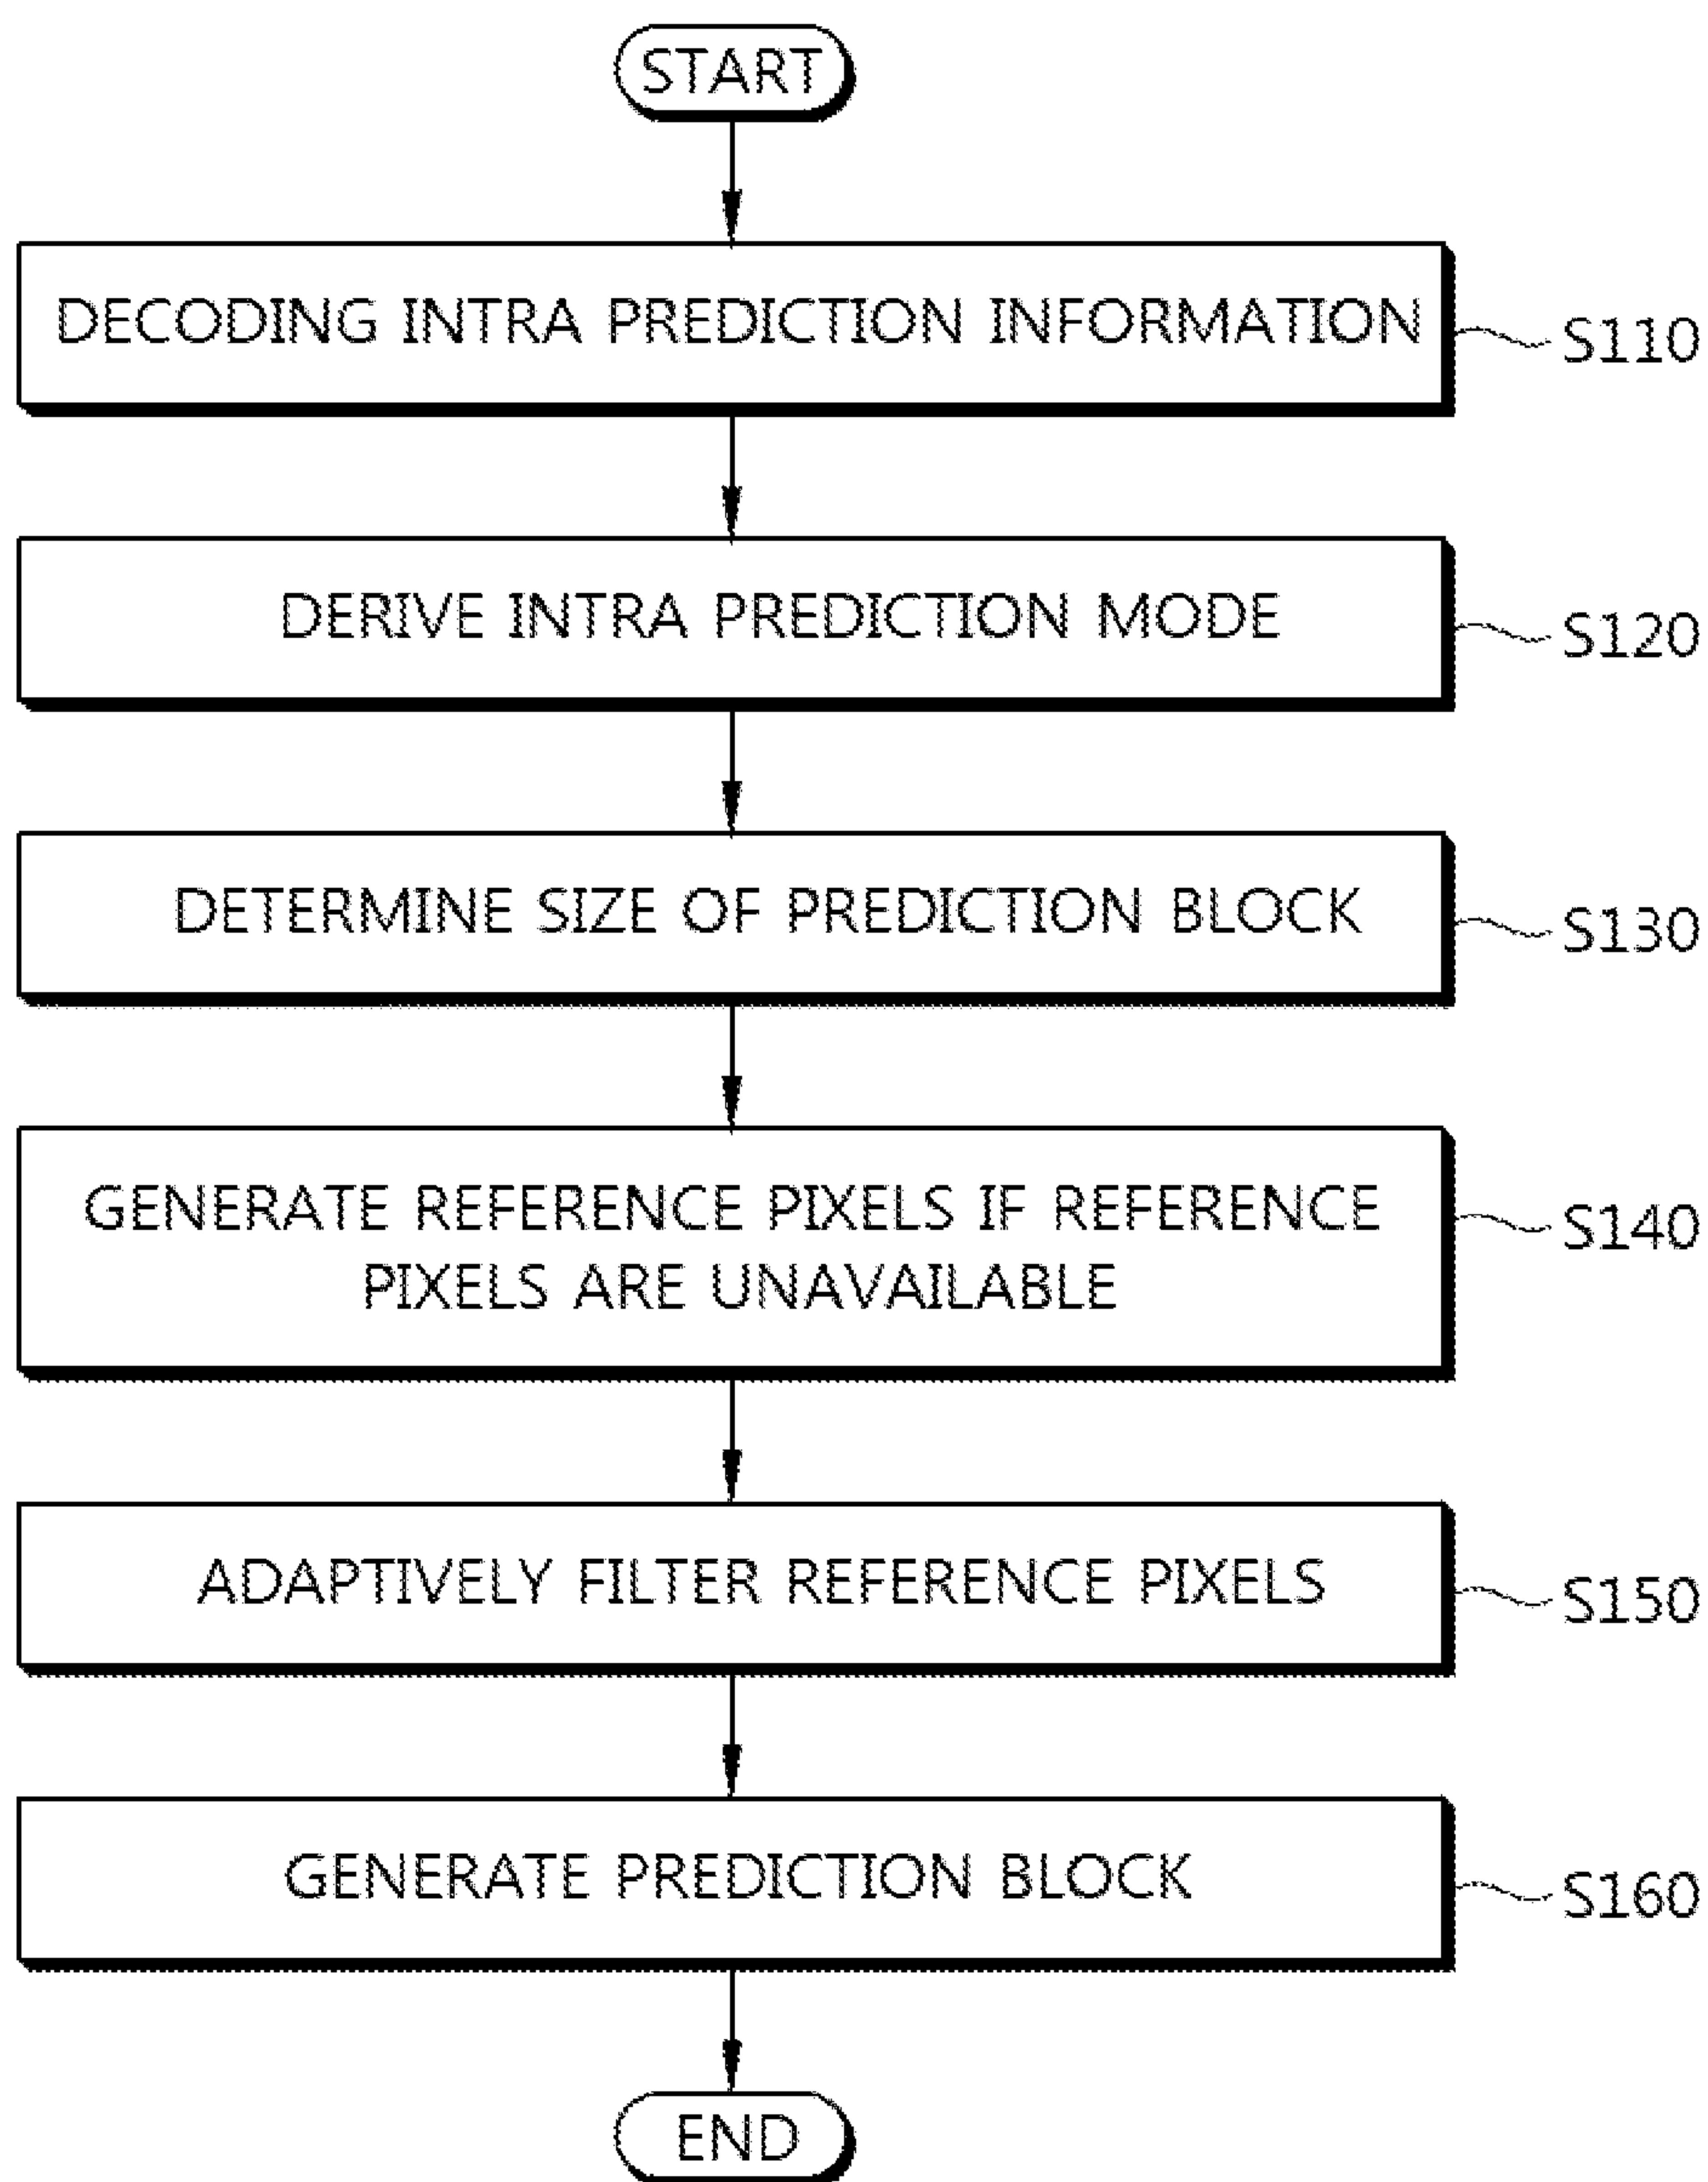 START
DECODING INTRA PREDICTION INFORMATION
S110
DERIVE INTRA PREDICTION MODE
S120
DETERMINE SIZE OF PREDICTION BLOCK
S130
GENERATE REFERENCE PIXELS IF REFERENCE
PIXELS ARE UNAVAILABLE
S140
ADAPTIVELY FILTER REFERENCE PIXELS
S150
GENERATE PREDICTION BLOCK
S160
END